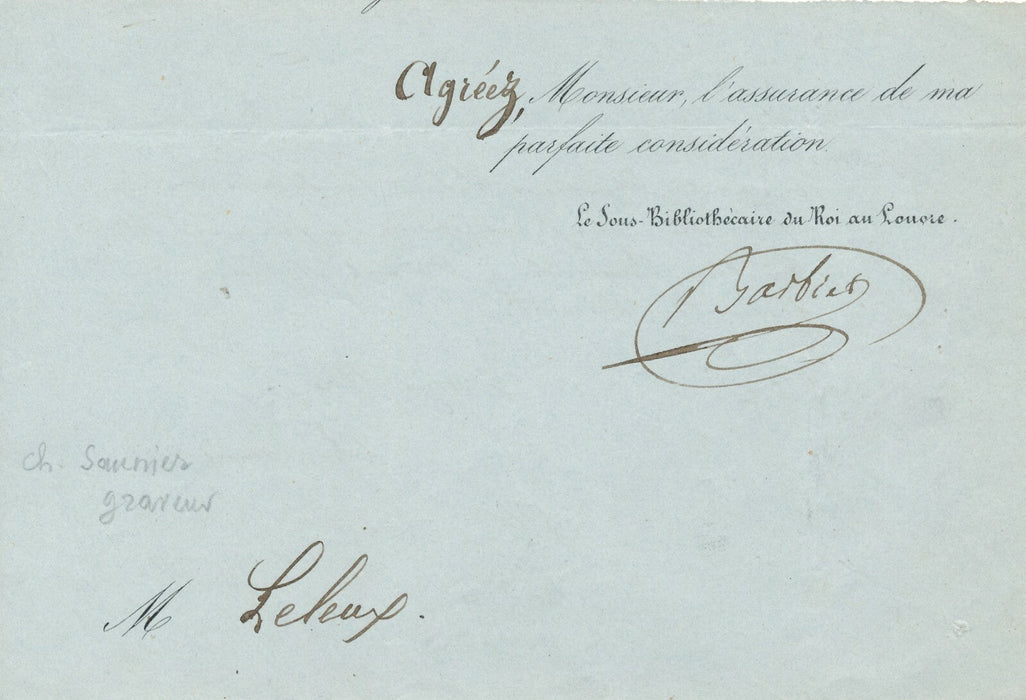 Agréez, Monsieur, l'assurance de ma
parfaite considération.
Le Sous-Bibliothécaire du Roi au Louvre.
Barbier
Ch. Saunier
graveur
M Leleux.